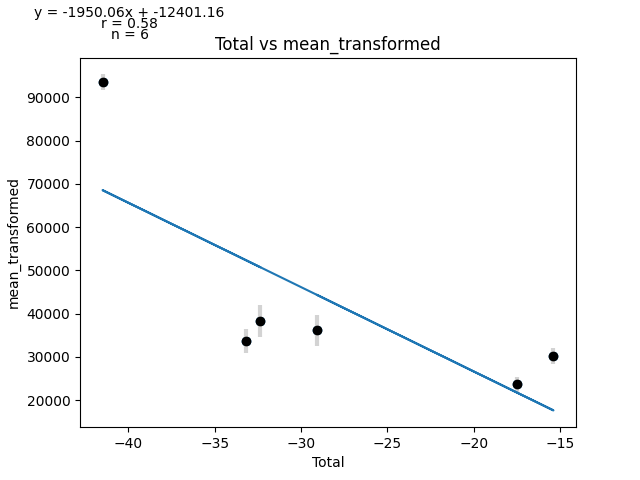 y = -1950.06x + -12401.16
r = 0.58
n = 6
Total vs mean_transformed
mean_transformed
90000
80000
70000
60000
50000
40000
30000
20000
−40
−35
−30
−25
−20
−15
Total